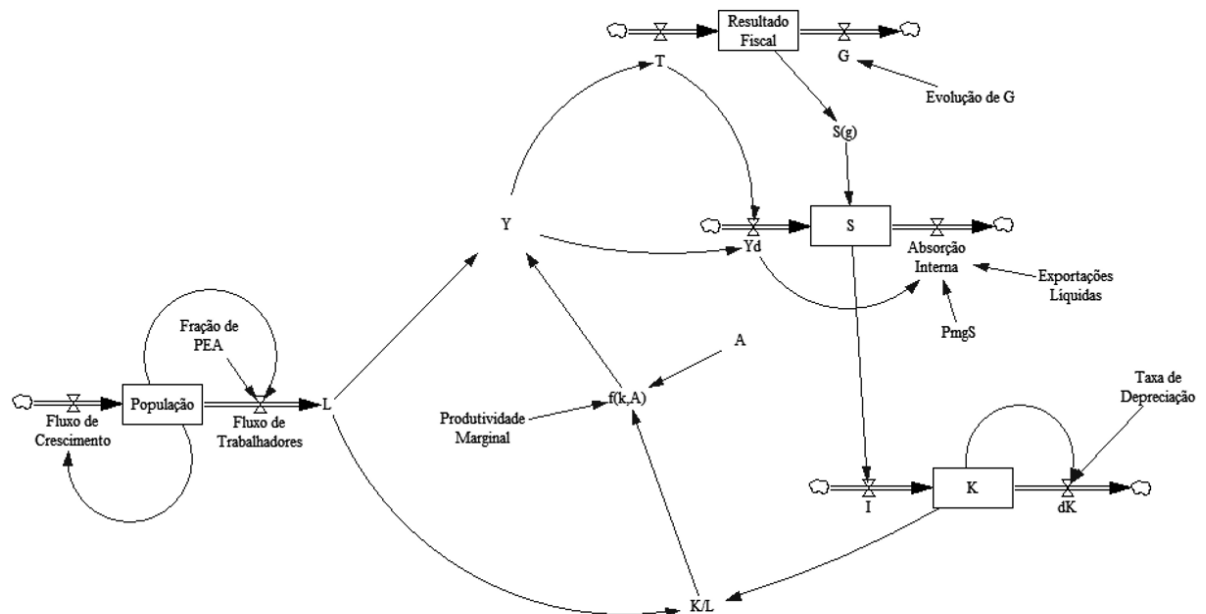 Resultado
Fiscal
T
G
Evolução de G
S(g)
Y
S
Yd
Absorção
Interna
Exportações
Líquidas
PmgS
Fração de
PEA
A
População
L
Fluxo de
Crescimento
Fluxo de
Trabalhadores
f(k,A)
Produtividade
Marginal
Taxa de
Depreciação
K
I
dK
K/L